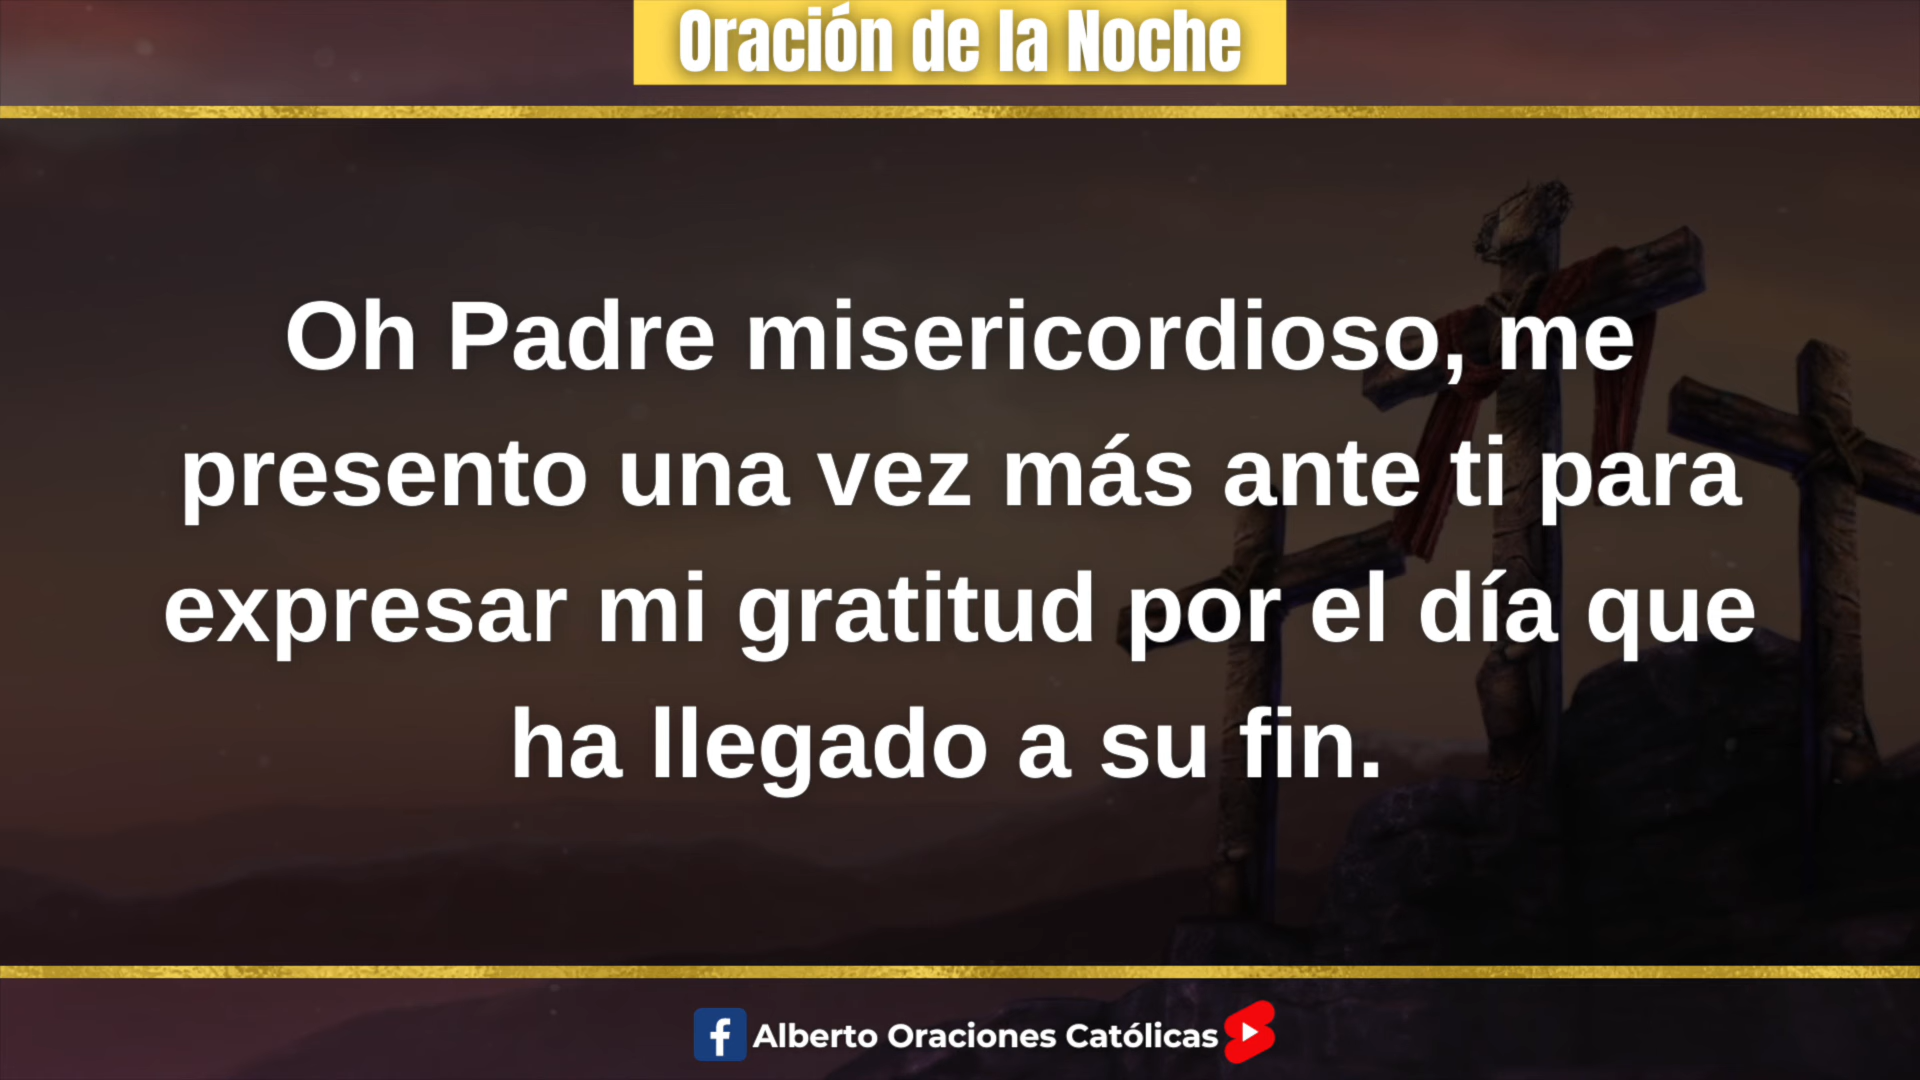 Oración de la Noche
Oh Padre misericordioso, me
presento una vez más ante ti para
expresar mi gratitud por el día que
ha llegado a su fin.
Alberto Oraciones Católicas